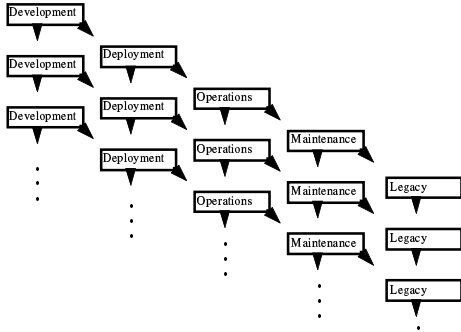 Development
Deployment
Development
Operations
Deployment
Development
Maintenance
Operations
Deployment
Legacy
Maintenance
Operations
Legacy
Maintenance
Legacy